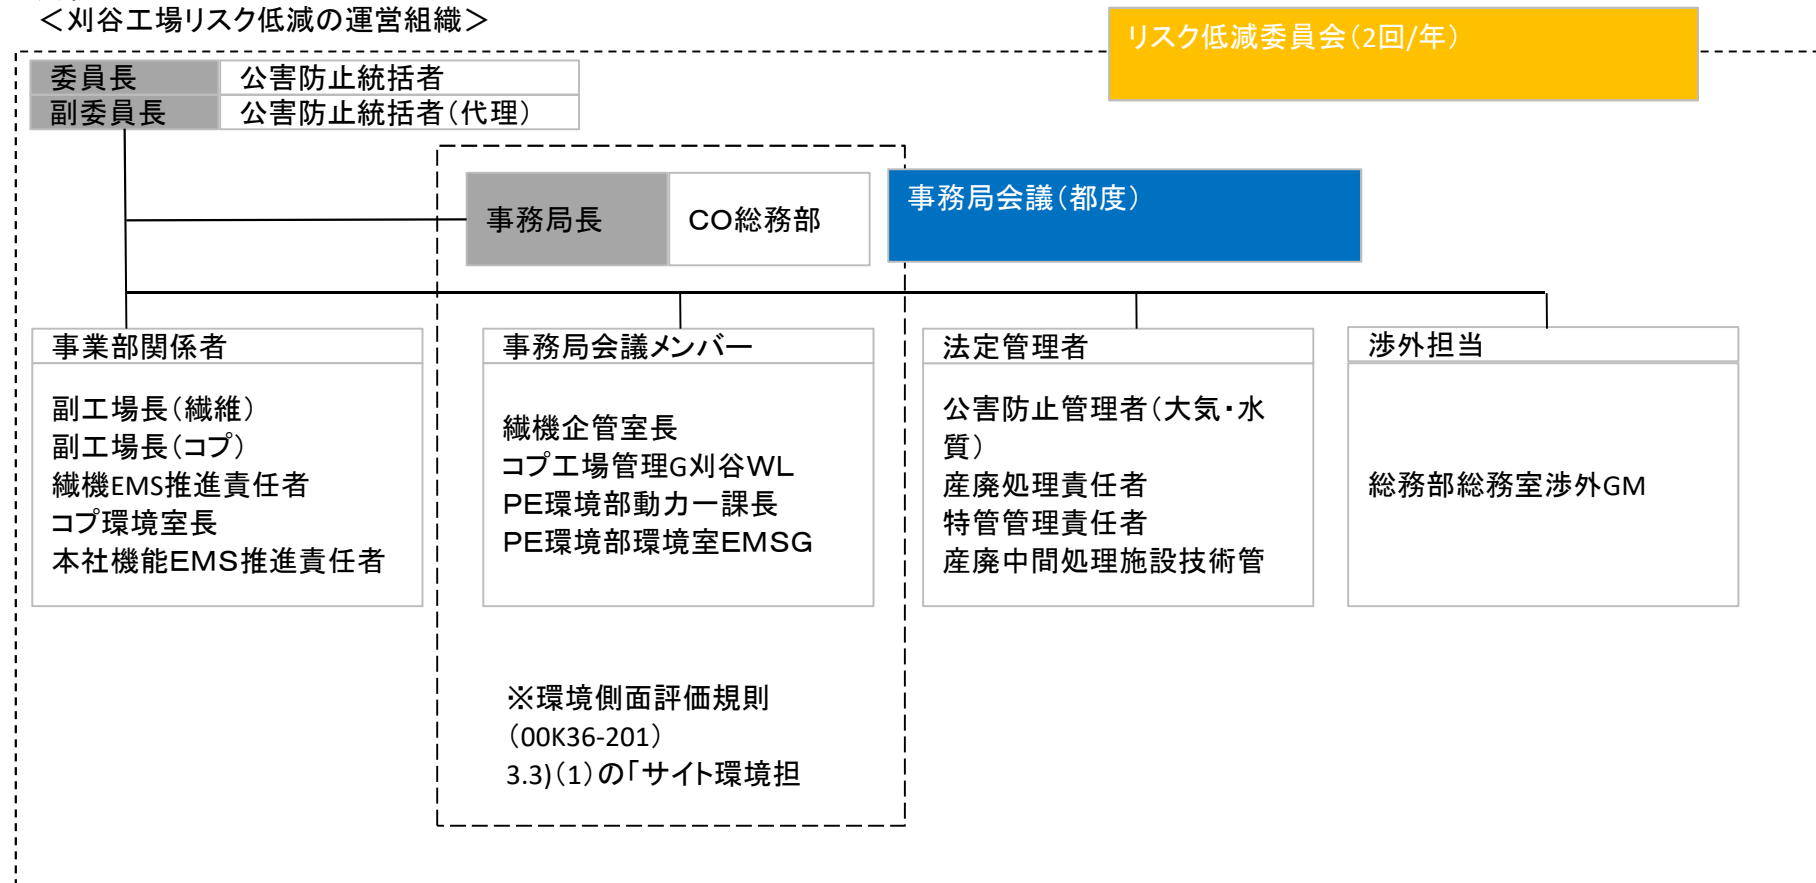 ＜刈谷工場リスク低減の運営組織＞
リスク低減委員会（2回/年）
委員長 公害防止統括者
副委員長 公害防止統括者（代理）
事務局長 CO総務部
事務局会議（都度）
事業部関係者
副工場長（繊維）
副工場長（コプ）
繊機EMS推進責任者
コプ環境室長
本社機能EMS推進責任者
事務局会議メンバー
繊機企管室長
コプ工場管理G刈谷WL
PE環境部動力一課長
PE環境部環境室EMSG
※環境側面評価規則
（00K36-201）
3.3)（1）の「サイト環境担
法定管理者
公害防止管理者（大気・水
質）
産廃処理責任者
特管管理責任者
産廃中間処理施設技術管
渉外担当
総務部総務室渉外GM